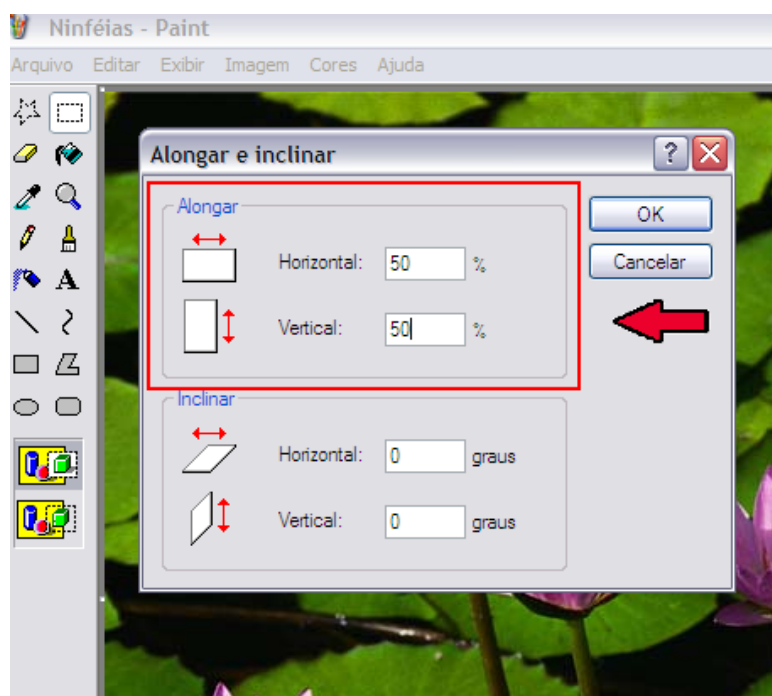 Ninféias - Paint
Arquivo Editar Exibir Imagem Cores Ajuda
Alongar e inclinar
Alongar
Horizontal: 50 %
Vertical: 50 %
OK
Cancelar
Inclinar
Horizontal: 0 graus
Vertical: 0 graus
A
?